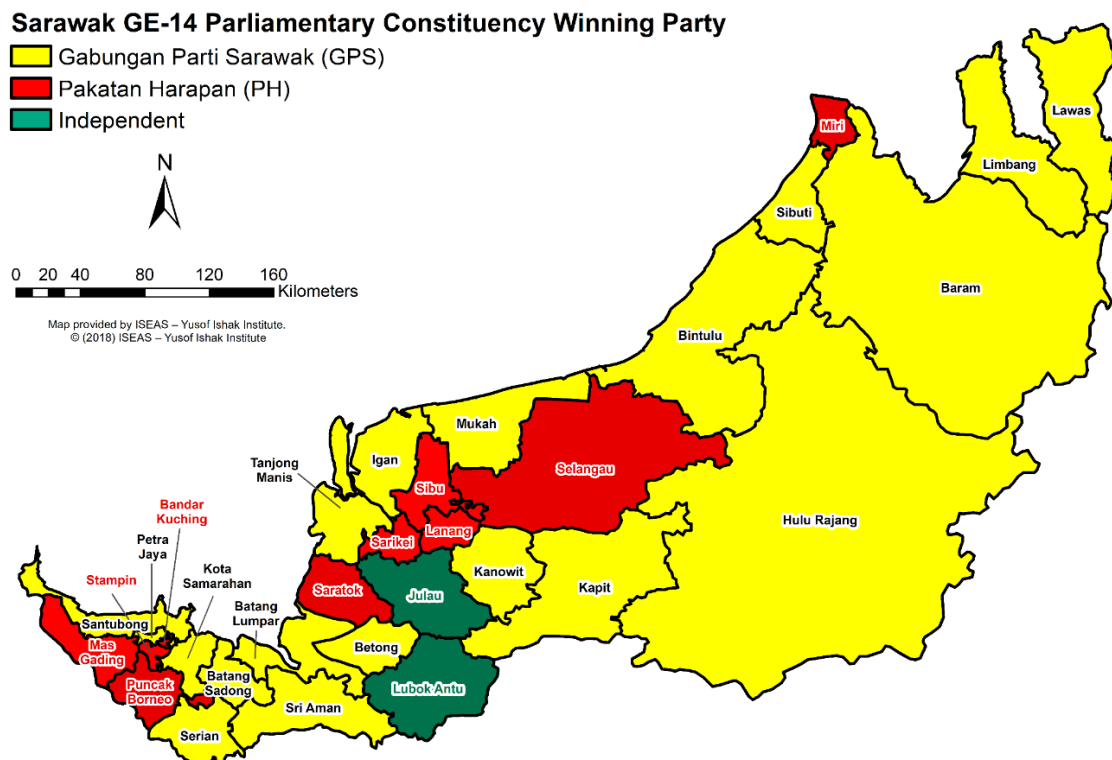 Sarawak GE-14 Parliamentary Constituency Winning Party
Gabungan Parti Sarawak (GPS)
Pakatan Harapan (PH)
Independent
N
0 20 40 80 120 160
Kilometers
Map provided by ISEAS – Yusof Ishak Institute.
© (2018) ISEAS – Yusof Ishak Institute
Lawas
Miri
Limbang
Sibuti
Baram
Bintulu
Mukah
Igan
Selangau
Tanjong
Manis
Sibu
Bandar
Kuching
Hulu Rajang
Petra
Jaya
Lanang
Sarikei
Kota
Samarahan
Kanowit
Stampin
Saratok
Julau
Kapit
Batang
Lumpar
Santubong
Mas
Gading
Betong
Batang
Sadong
Puncak
Borneo
Lubok Antu
Sri Aman
Serian